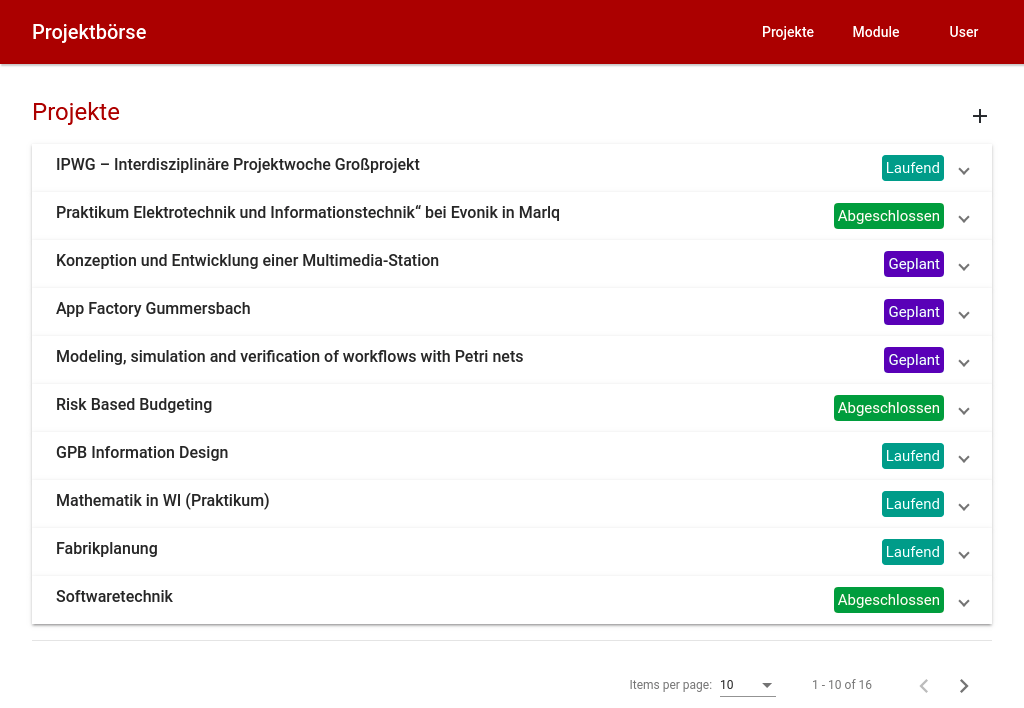 Projektbörse Projekte Module User
Projekte
IPWG – Interdisziplinäre Projektwoche Großprojekt Laufend
Praktikum Elektrotechnik und Informationstechnik“ bei Evonik in Marlq Abgeschlossen
Konzeption und Entwicklung einer Multimedia-Station Geplant
App Factory Gummersbach Geplant
Modeling, simulation and verification of workflows with Petri nets Geplant
Risk Based Budgeting Abgeschlossen
GPB Information Design Laufend
Mathematik in WI (Praktikum) Laufend
Fabrikplanung Laufend
Softwaretechnik Abgeschlossen
Items per page: 10 1 - 10 of 16